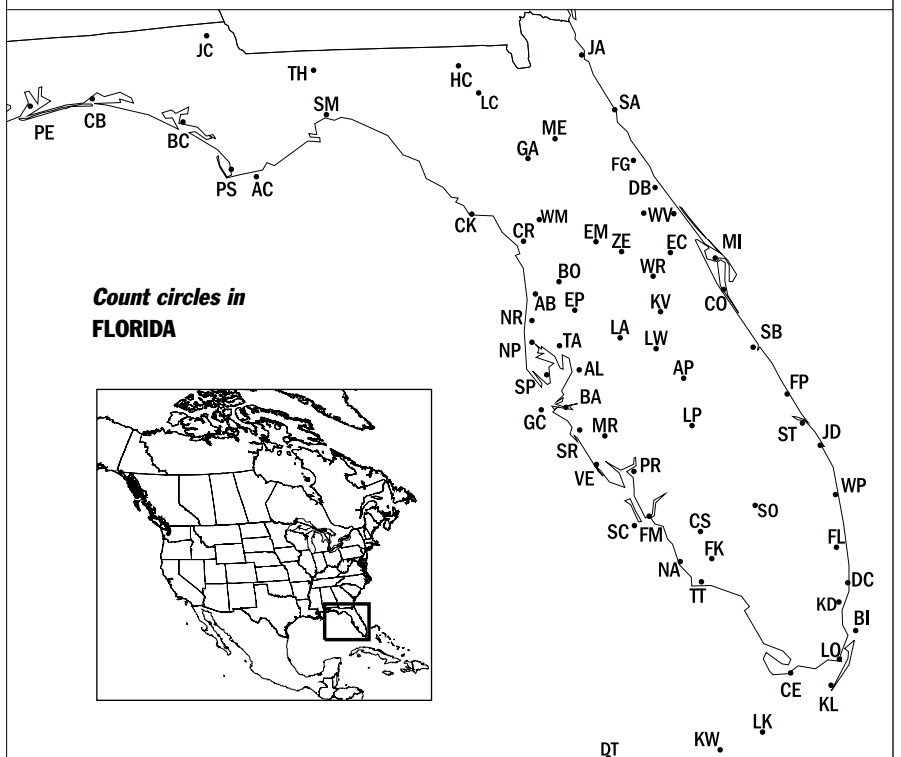 JA
JC
HC
TH
LC
SM
SA
CB
PE
BC
ME
GA
FG
PS
AC
DB
WV
CK
WM
CR
EM
ZE
EC
MI
BO
WR
Count circles in
FLORIDA
AB
EP
KV
CO
NR
LA
LW
SB
NP
TA
AL
AP
SP
FP
BA
GC
MR
LP
ST
JD
SR
VE
PR
WP
SO
SC
FM
CS
FL
FK
NA
TT
DC
KD
BI
LO
CE
KL
LK
KW
DT